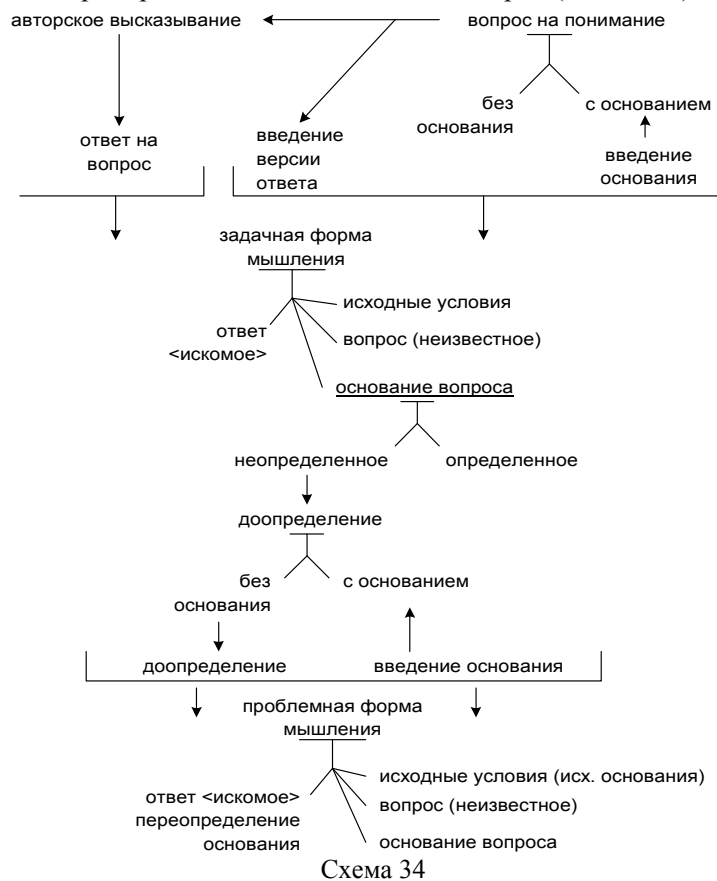 авторское высказывание
вопрос на понимание
без
основания
с основанием
ответ на
вопрос
введение
версии
ответа
введение
основания
задачная форма
мышления
исходные условия
ответ
<искомое>
вопрос (неизвестное)
основание вопроса
неопределенное
определенное
доопределение
без
основания
с основанием
доопределение
введение основания
проблемная форма
мышления
исходные условия (исх. основания)
ответ <искомое>
переопределение
основания
вопрос (неизвестное)
основание вопроса
Схема 34